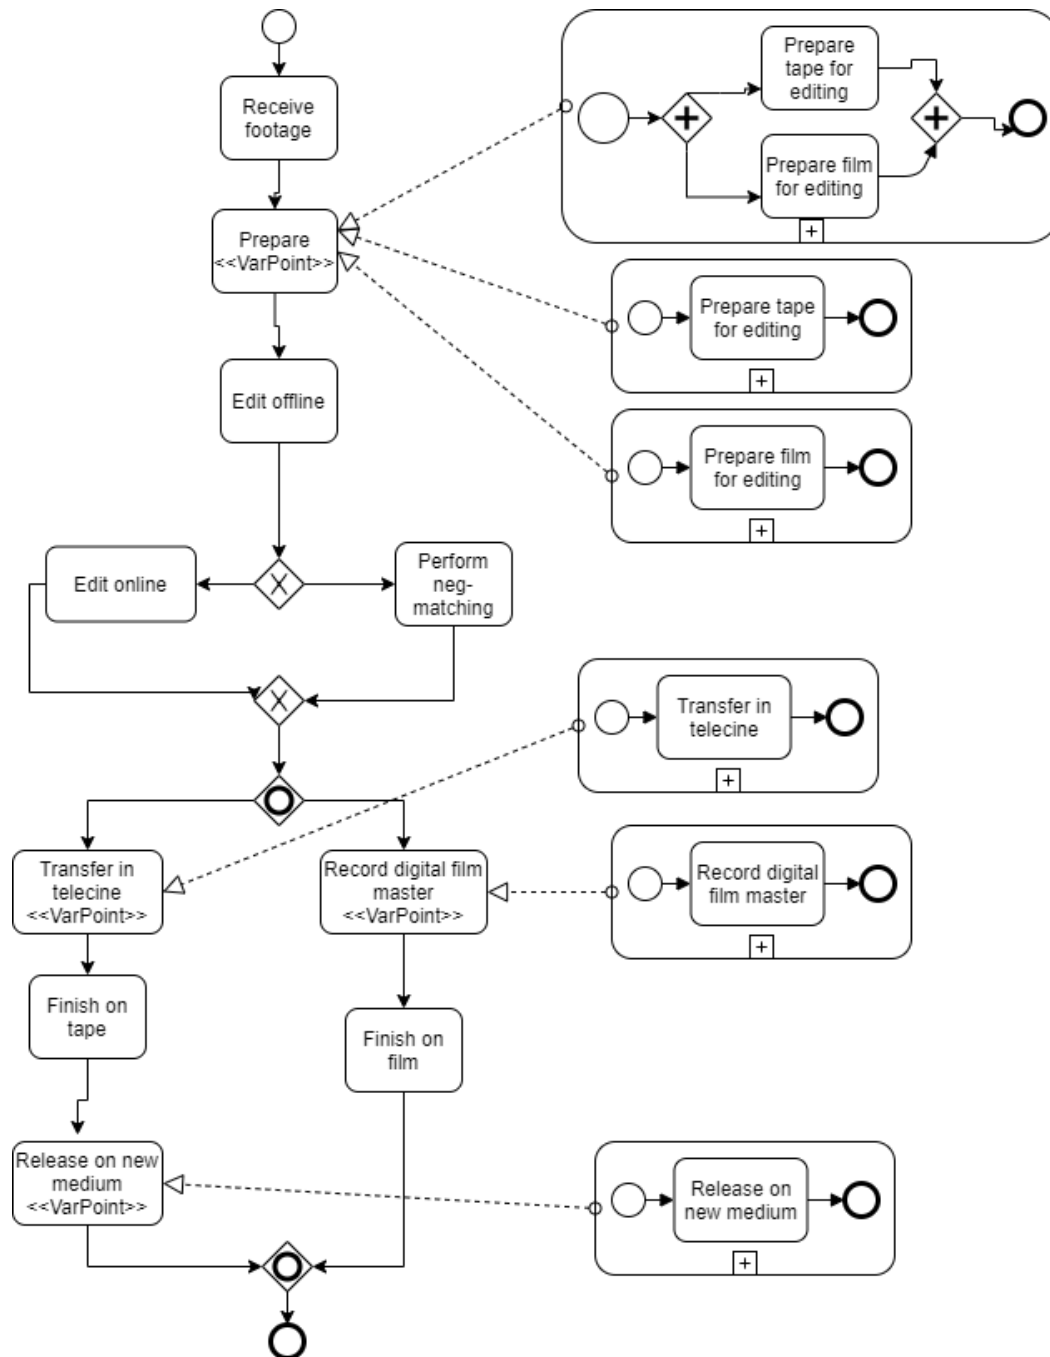 Receive
footage
Prepare
<<VarPoint>>
Edit offline
Edit online
X
Perform
neg-
matching
X
Transfer in
telecine
<<VarPoint>>
Record digital film
master
<<VarPoint>>
Finish on
tape
Finish on
film
Release on new
medium
<<VarPoint>>
Prepare
tape for
editing
Prepare film
for editing
Prepare tape
for editing
Prepare film
for editing
Transfer in
telecine
Record digital
film master
Release on
new medium